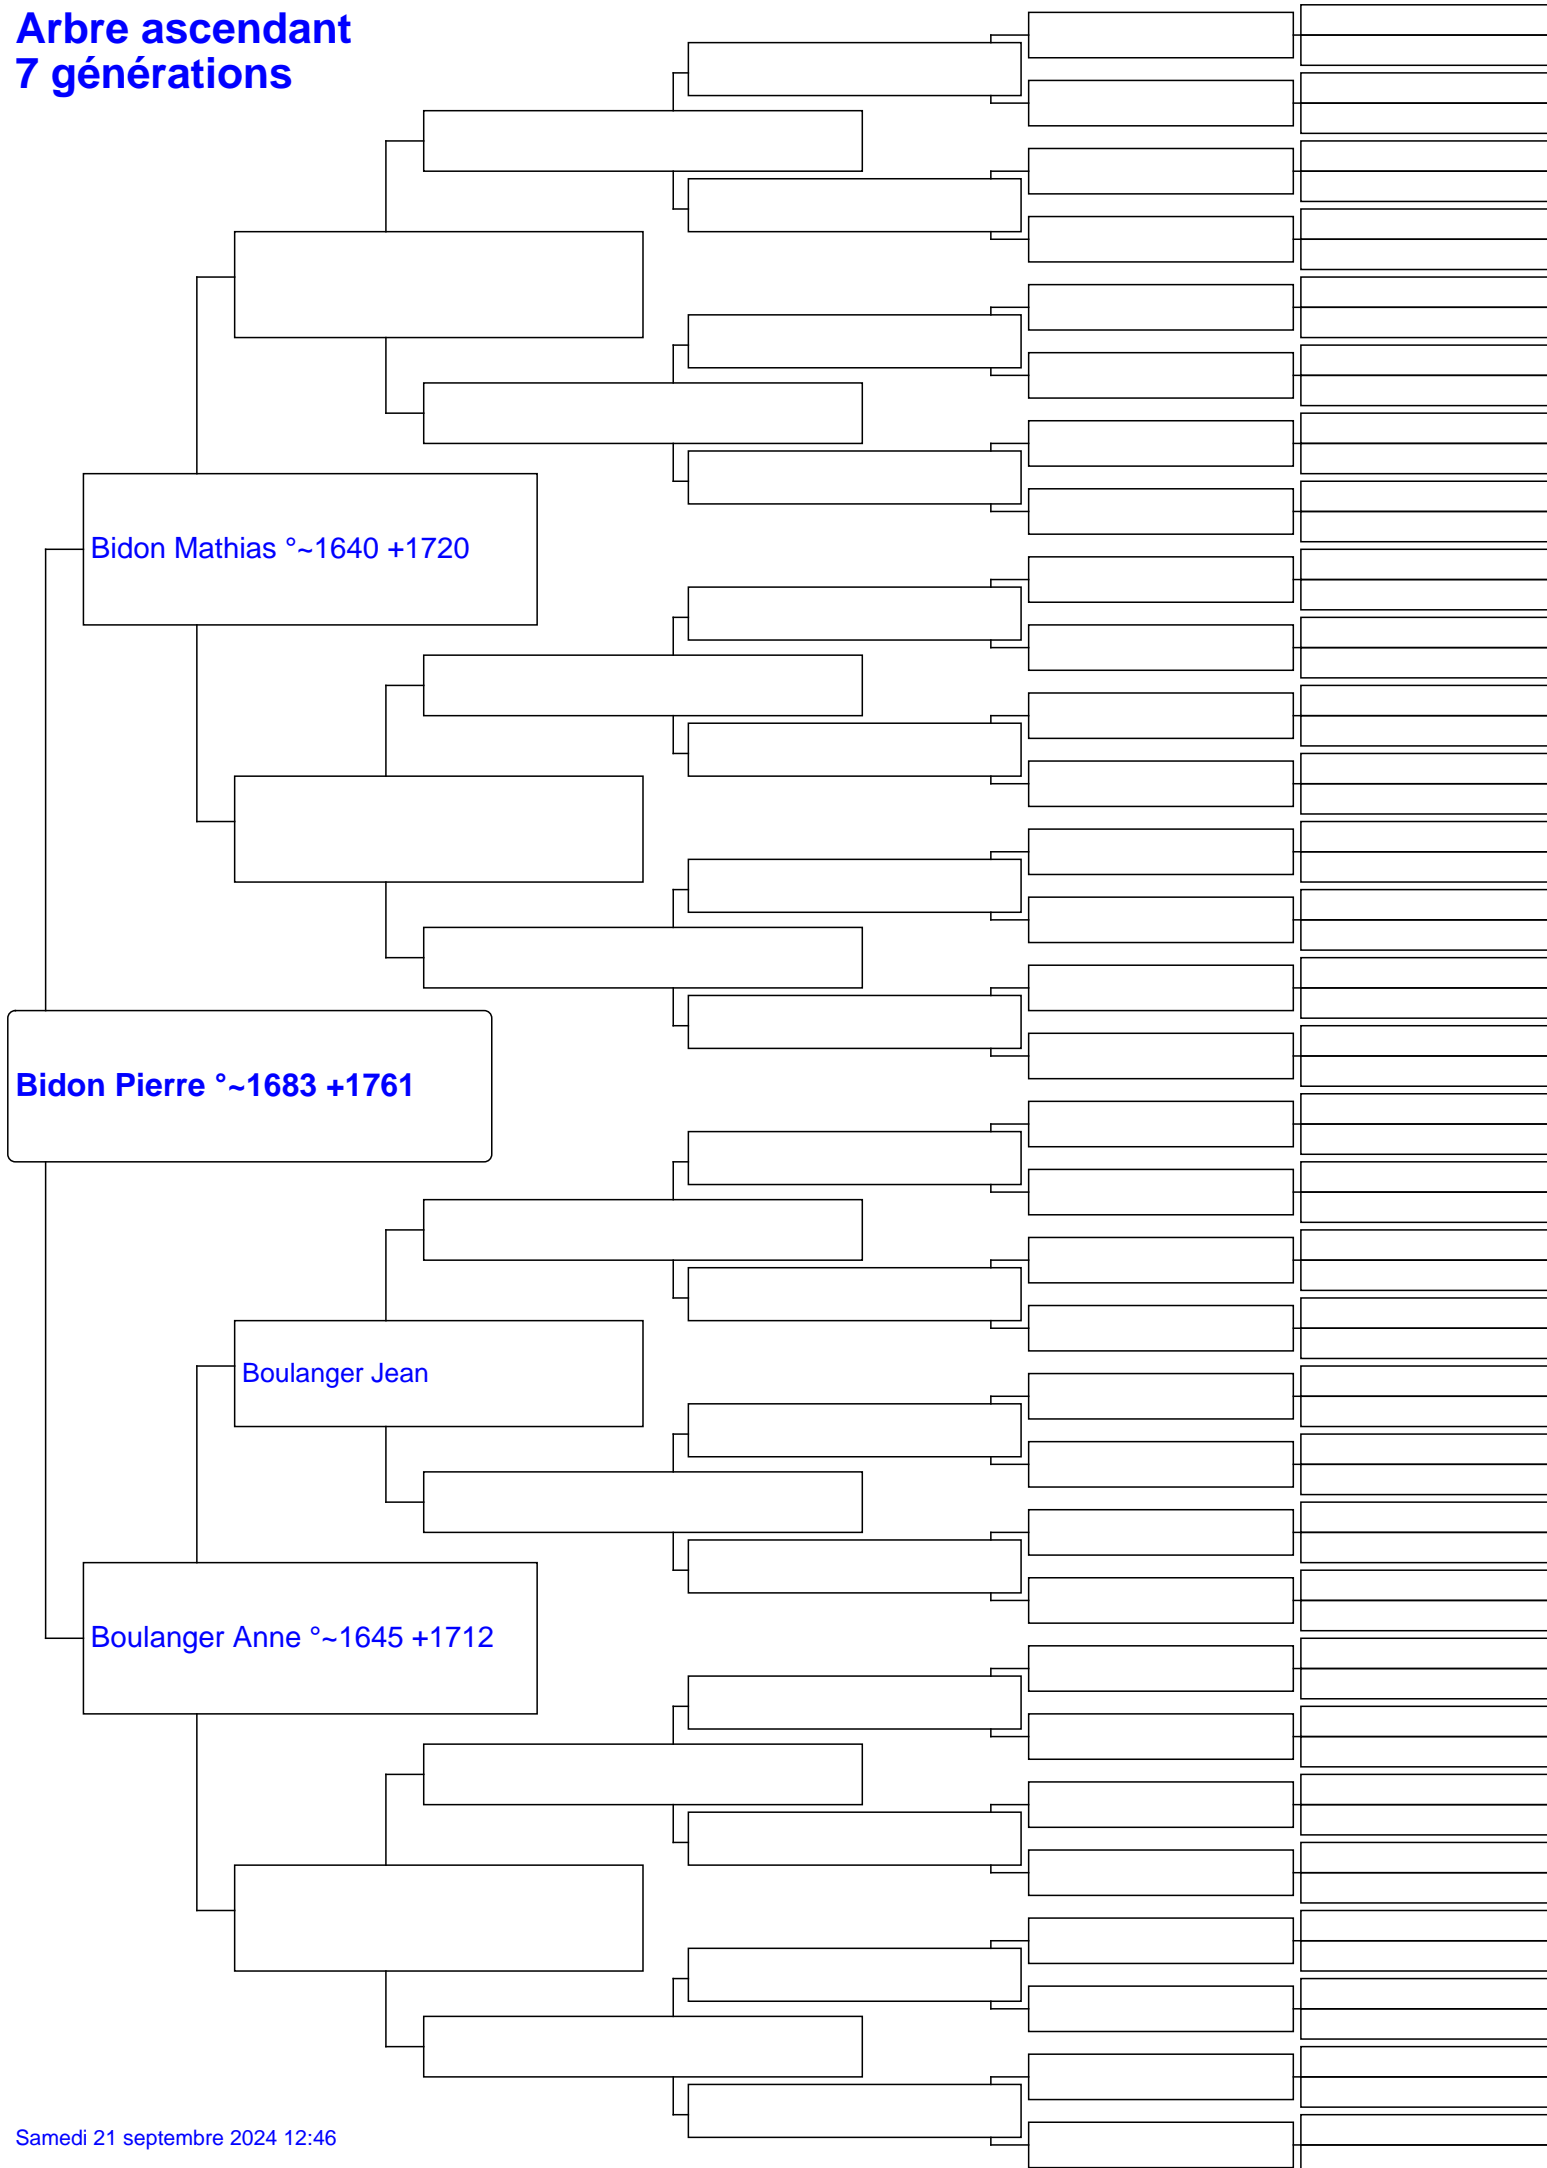 Arbre ascendant
7 générations
Bidon Mathias °~1640 +1720
Bidon Pierre °~1683 +1761
Boulanger Jean
Boulanger Anne °~1645 +1712
Samedi 21 septembre 2024 12:46